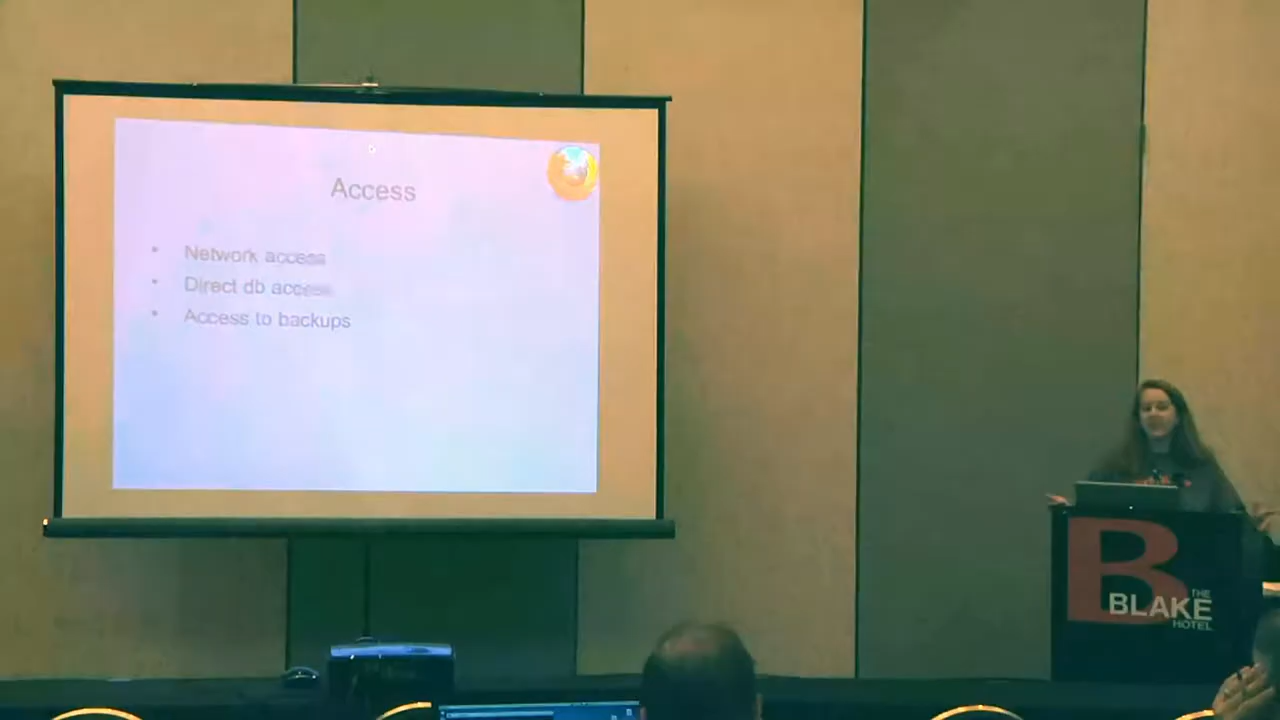 Access
• Network access
• Direct db access
• Access to backups
B
THE
BLAKE
HOTEL